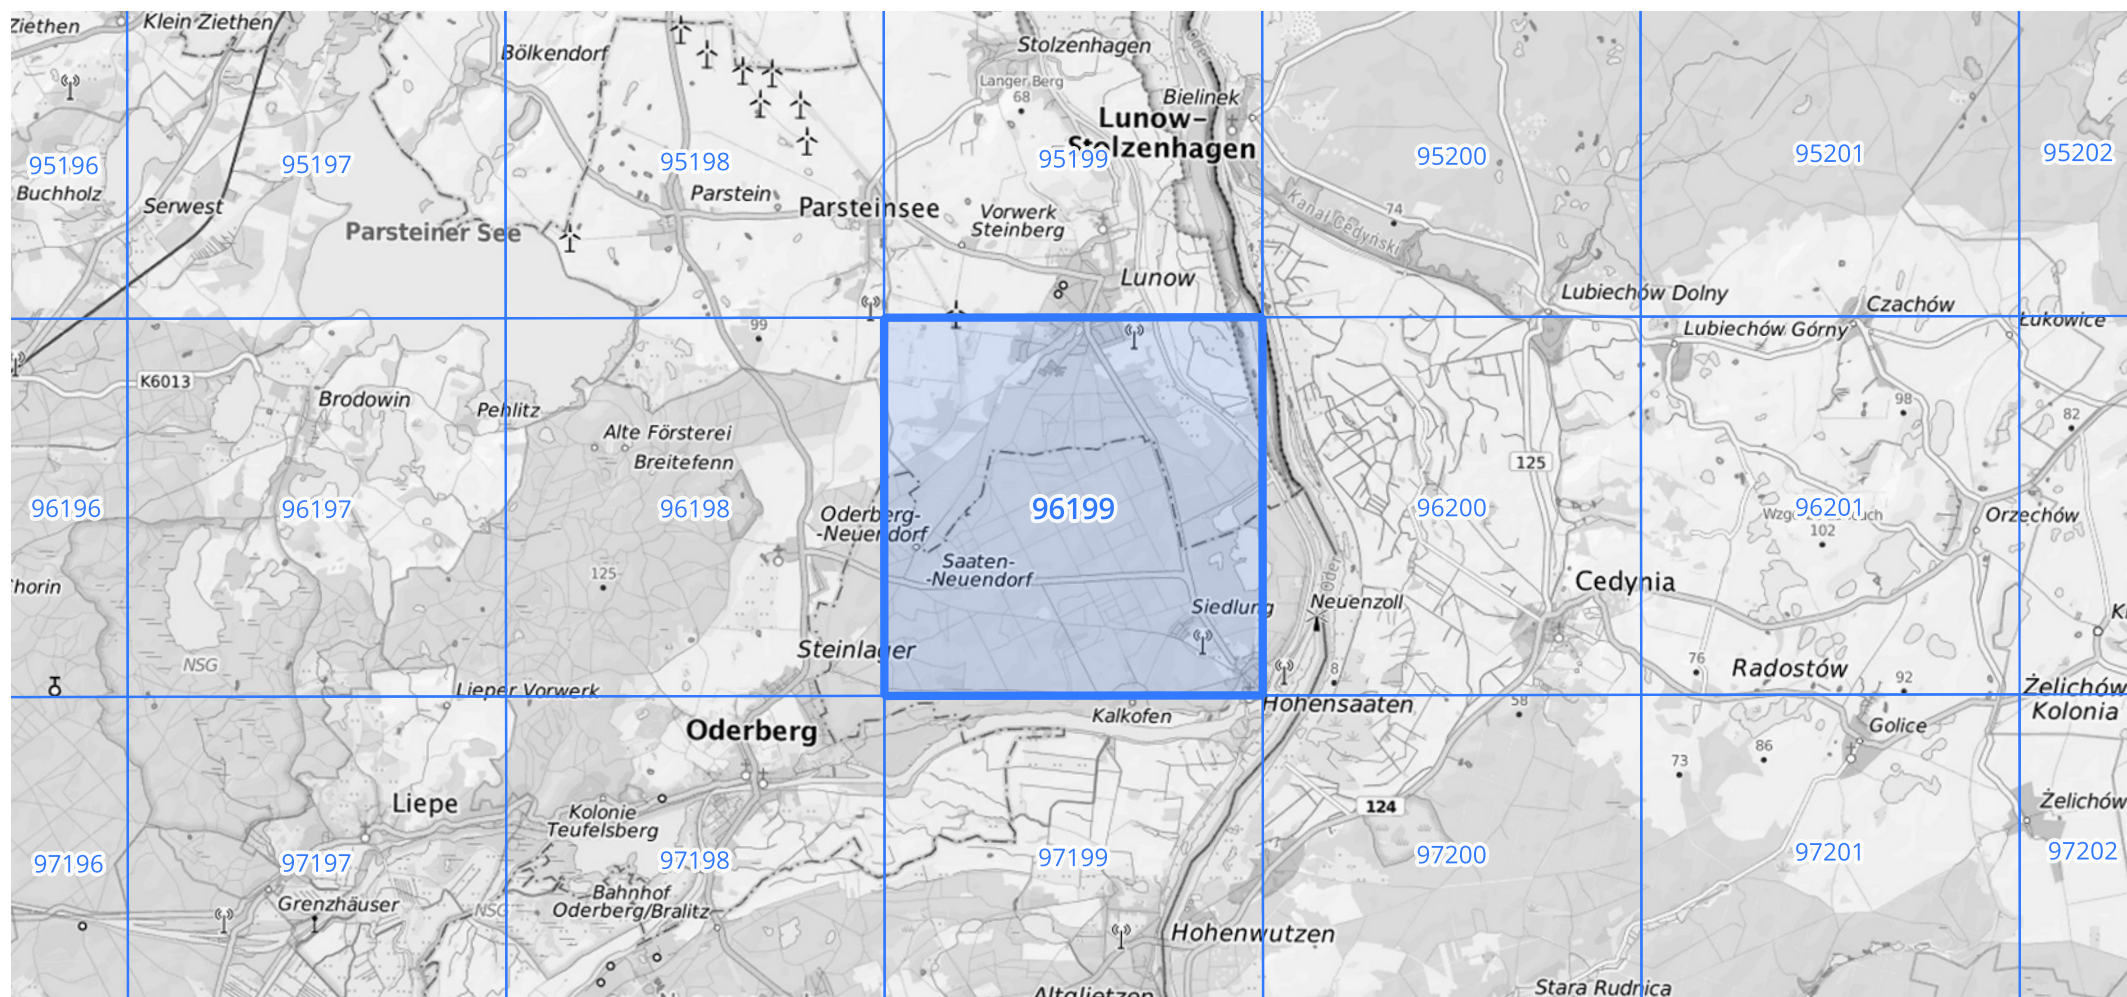 Ziethen
Klein Ziethen
Bölkendorf
Stolzenhagen
Langer Berg
68
Bielinek
Oder
Lunow-
Stolzenhagen
95196
95197
95198
95199
95200
95201
95202
Buchholz
Serwest
Parstein
Parsteinsee
Vorwerk
Steinberg
Kanał Cedyński
74
Parsteiner See
Lunow
Lubiechów Dolny
Czachów
Łukowice
Lubiechów Górny
99
K6013
Brodowin
Pehlitz
Alte Försterei
Breitefenn
98
82
125
96196
96197
96198
96199
96200
96201
Oderberg-
-Neuendorf
102
Orzechów
Saaten-
-Neuendorf
125
horin
Oder
Cedynia
Siedlung
Neuenzoll
Steinlager
NSG
8
76
Radostów
92
Lieper Vorwerk
Hohensaaten
58
Żelichów
Kolonia
Oderberg
Kalkofen
Golice
73
86
Liepe
Kolonie
Teufelsberg
124
Żelichów
97196
97197
97198
97199
97200
97201
97202
Grenzhäuser
NSG
Bahnhof
Oderberg/Bralitz
Hohenwutzen
Altglietzen
Stara Rudnica